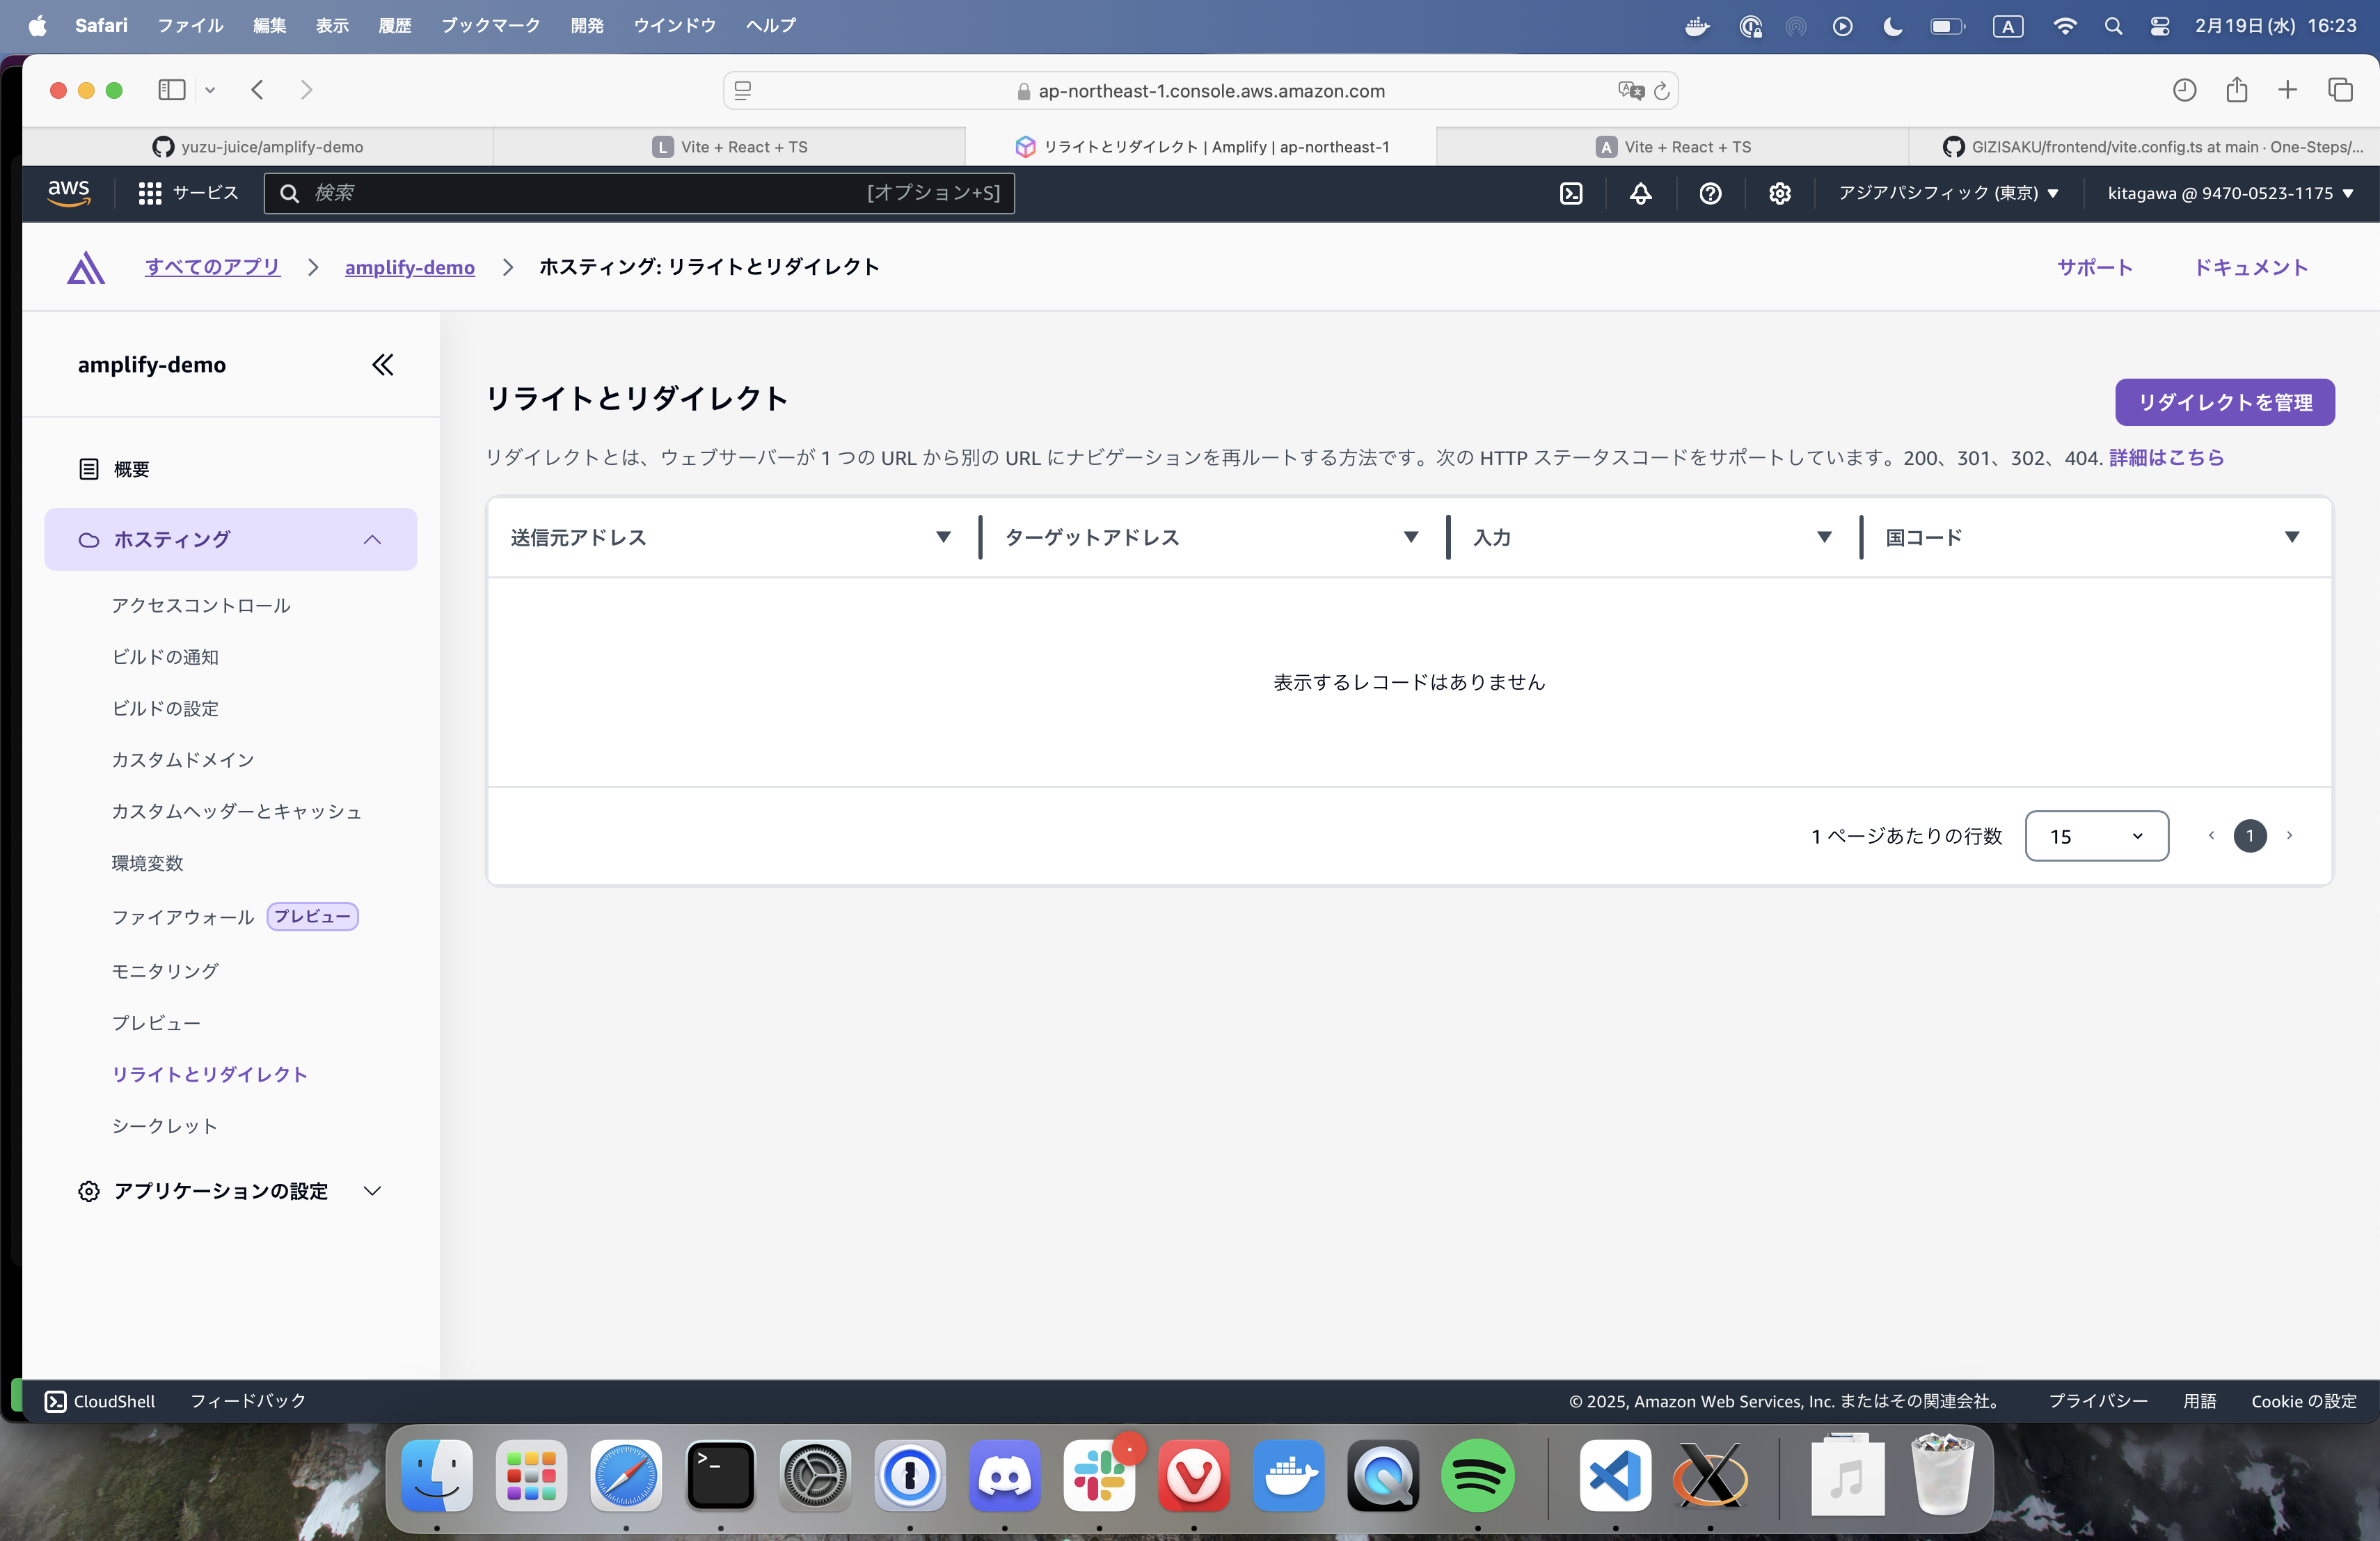 Safari ファイル 編集 表示 履歴 ブックマーク 開発 ウインドウ ヘルプ
A 2月19日(水) 16:23
ap-northeast-1.console.aws.amazon.com
yuzu-juice/amplify-demo
L Vite + React + TS
リライトとリダイレクト | Amplify | ap-northeast-1
A Vite + React + TS
GIZISAKU/frontend/vite.config.ts at main · One-Steps/...
aws サービス 検索 [オプション+S] アジアパシフィック (東京) kitagawa @ 9470-0523-1175
すべてのアプリ amplify-demo ホスティング: リライトとリダイレクト サポート ドキュメント
amplify-demo
概要
ホスティング
アクセスコントロール
ビルドの通知
ビルドの設定
カスタムドメイン
カスタムヘッダーとキャッシュ
環境変数
ファイアウォール プレビュー
モニタリング
プレビュー
リライトとリダイレクト
シークレット
アプリケーションの設定
リライトとリダイレクト
リダイレクトを管理
リダイレクトとは、ウェブサーバーが 1 つの URL から別の URL にナビゲーションを再ルートする方法です。次の HTTP ステータスコードをサポートしています。200、301、302、404. 詳細はこちら
送信元アドレス ターゲットアドレス 入力 国コード
表示するレコードはありません
1 ページあたりの行数 15 1
CloudShell フィードバック © 2025, Amazon Web Services, Inc. またはその関連会社。 プライバシー 用語 Cookie の設定